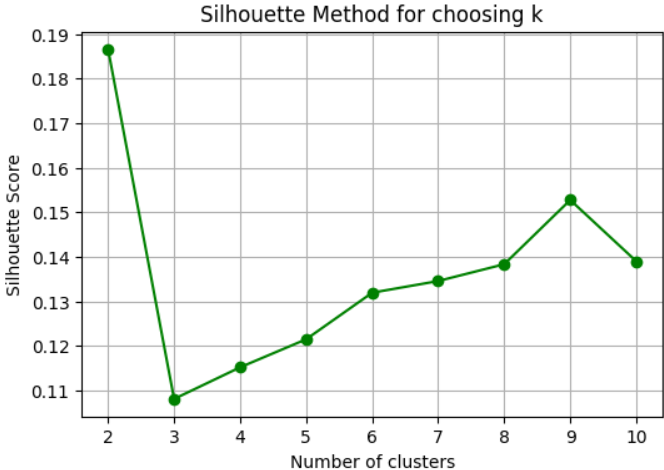 Silhouette Method for choosing k
0.19
0.18
0.17
0.16
0.15
0.14
0.13
0.12
0.11
Silhouette Score
2 3 4 5 6 7 8 9 10
Number of clusters